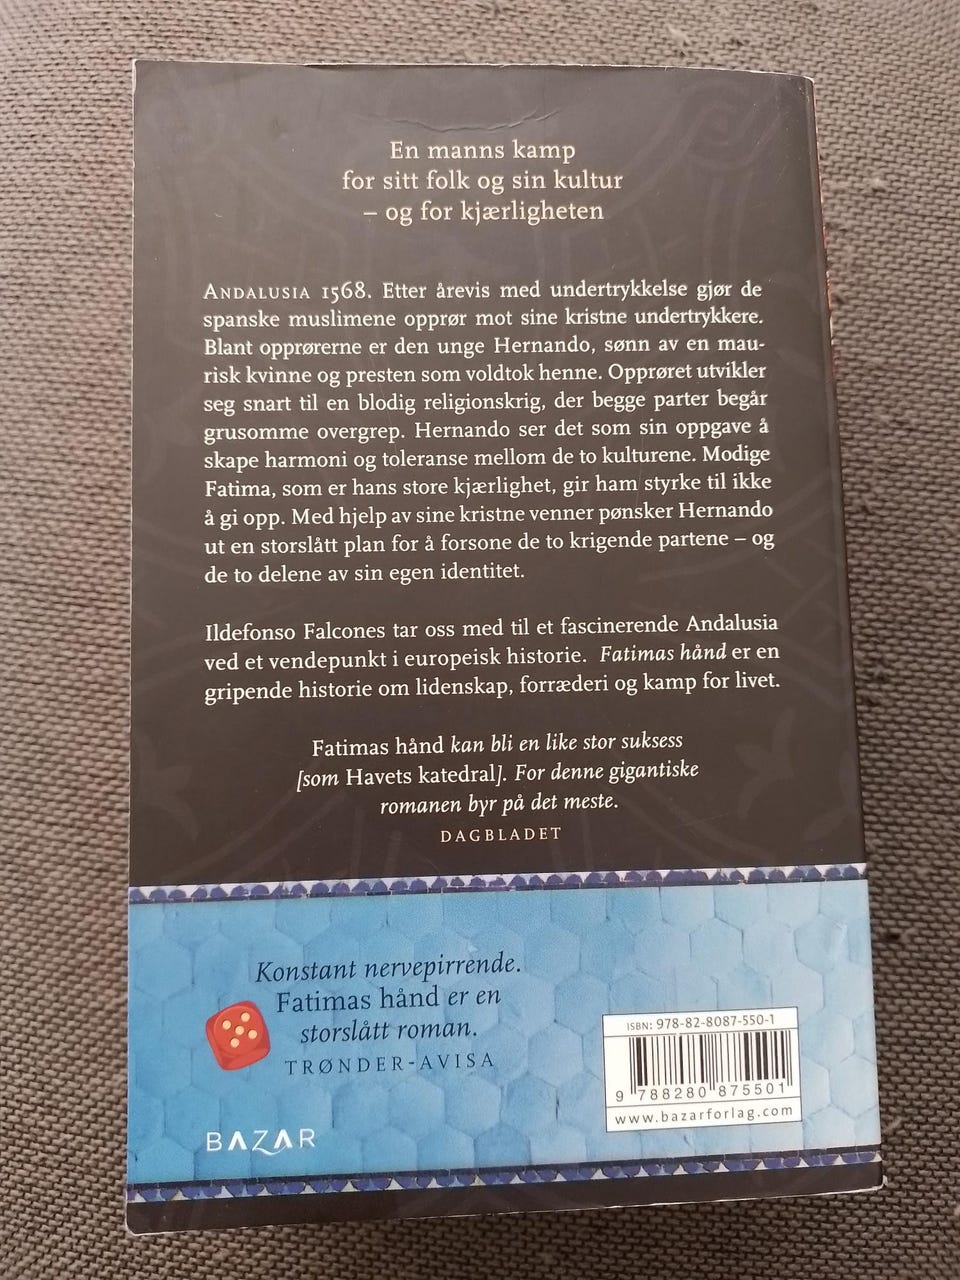 En manns kamp
for sitt folk og sin kultur
– og for kjærligheten
ANDALUSIA 1568. Etter årevis med undertrykkelse gjør de
spanske muslimene opprør mot sine kristne undertrykkere.
Blant opprørerne er den unge Hernando, sønn av en mau-
risk kvinne og presten som voldtok henne. Opprøret utvikler
seg snart til en blodig religionskrig, der begge parter begår
grusomme overgrep. Hernando ser det som sin oppgave å
skape harmoni og toleranse mellom de to kulturene. Modige
Fatima, som er hans store kjærlighet, gir ham styrke til ikke
å gi opp. Med hjelp av sine kristne venner pønsker Hernando
ut en storslått plan for å forsone de to krigende partene – og
de to delene av sin egen identitet.
Ildefonso Falcones tar oss med til et fascinerende Andalusia
ved et vendepunkt i europeisk historie. Fatimas hånd er en
gripende historie om lidenskap, forræderi og kamp for livet.
Fatimas hånd kan bli en like stor suksess
[som Havets katedral]. For denne gigantiske
romanen byr på det meste.
DAGBLADET
Konstant nervepirrende.
Fatimas hånd er en
storslått roman.
TRØNDER-AVISA
BAZAR
ISBN: 978-82-8087-550-1
9 788280 875501
www.bazarforlag.com